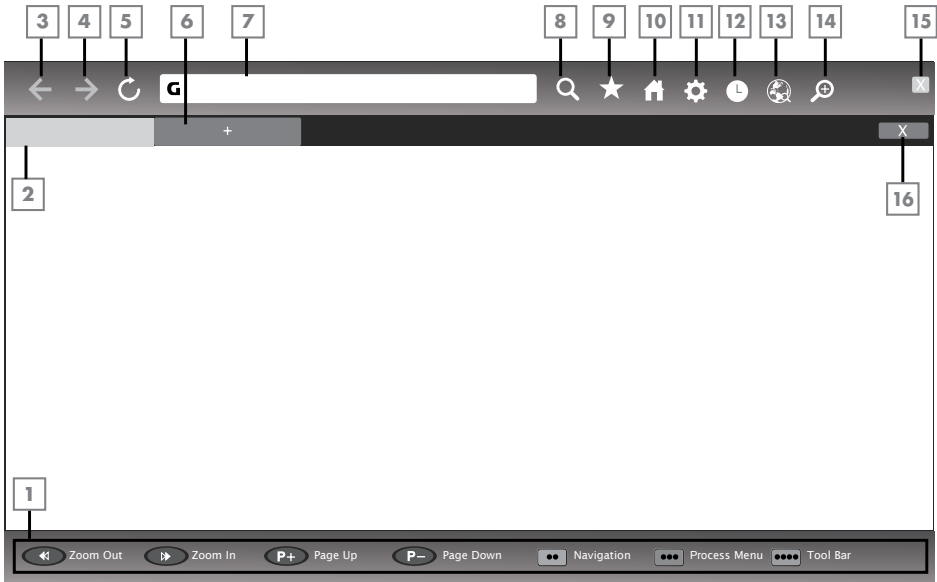 3 4 5 6 7 8 9 10 11 12 13 14 15
G X
+ X
2 16
1
Zoom Out Zoom In P+ Page Up P− Page Down Navigation Process Menu Tool Bar